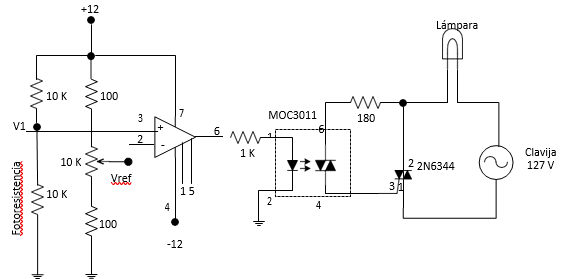 +12
Lámpara
10 K
100
7
MOC3011
3
+
V1
6
6
180
2
-
1
1 K
10 K
2
2N6344
Clavija
127 V
Vref
Fotoresistencia
10 K
1 5
3
1
100
4
2
4
-12